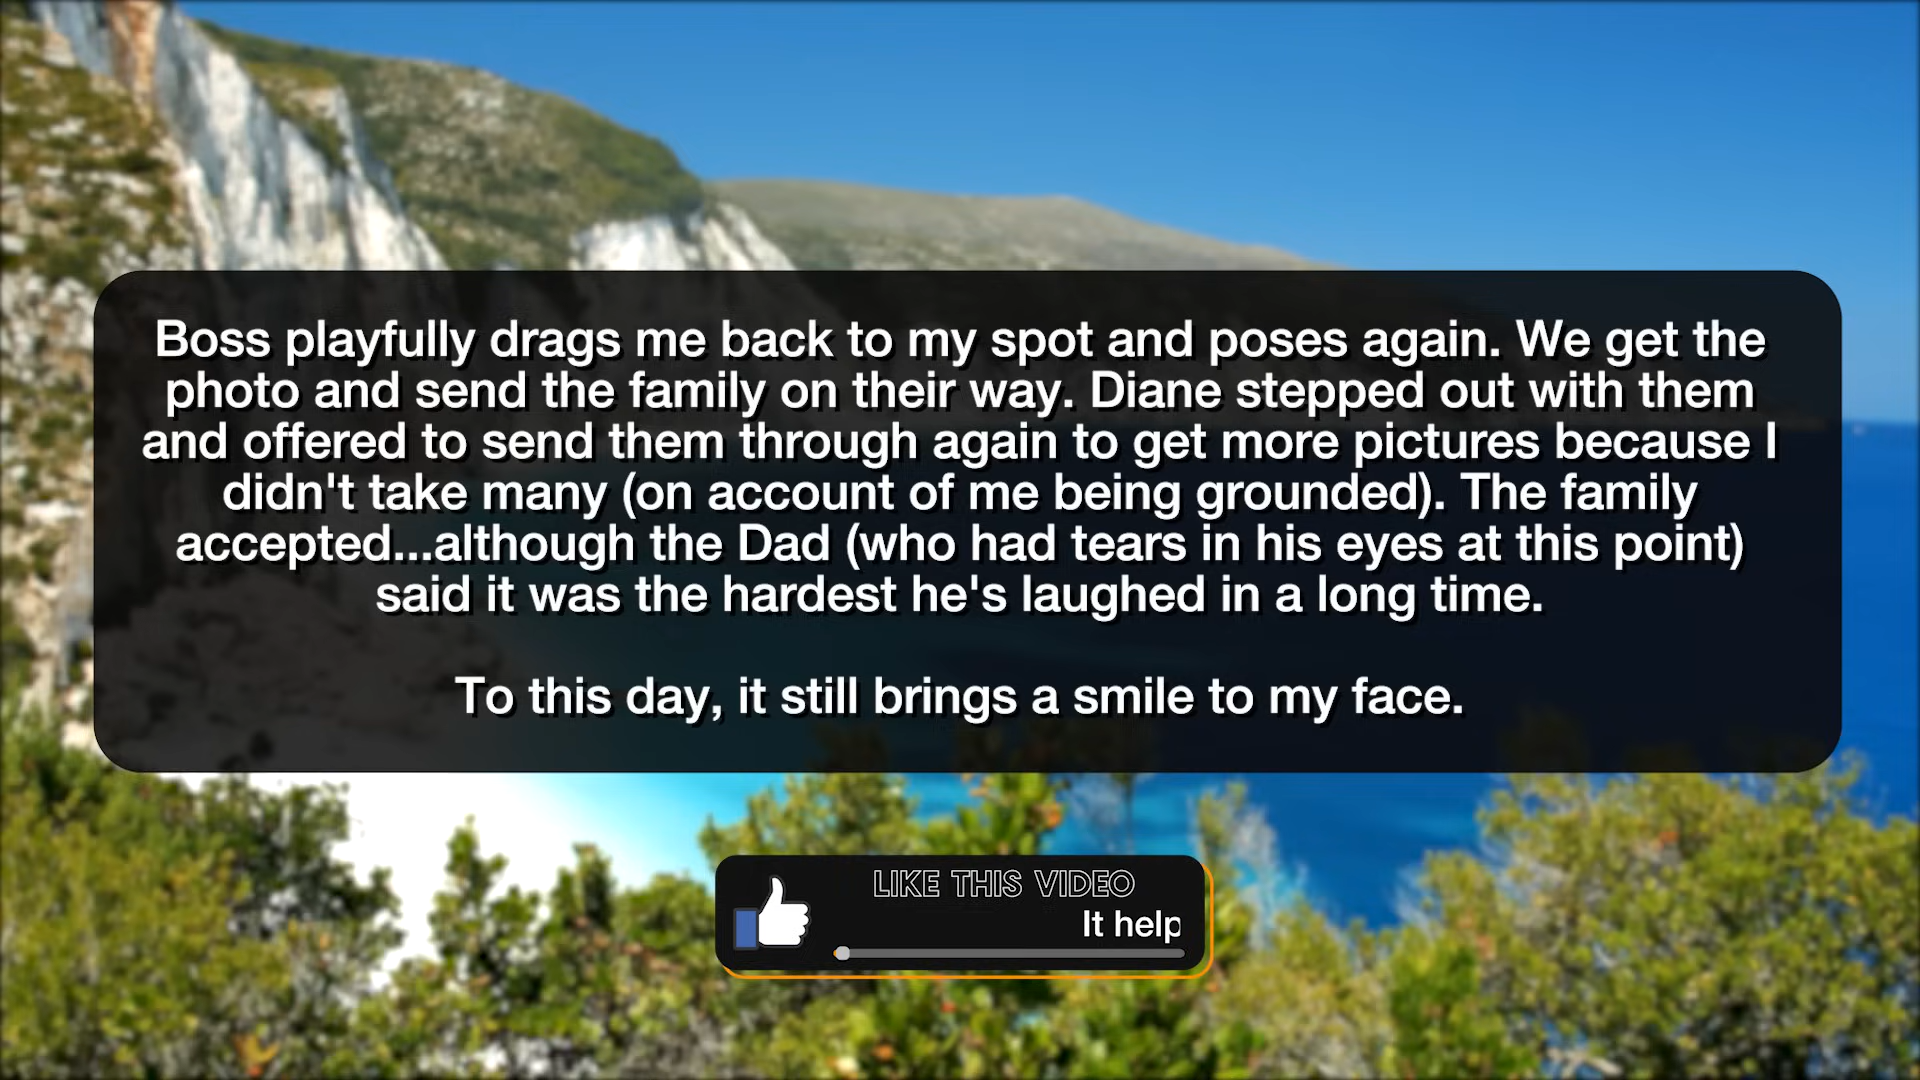 Boss playfully drags me back to my spot and poses again. We get the
photo and send the family on their way. Diane stepped out with them
and offered to send them through again to get more pictures because I
didn't take many (on account of me being grounded). The family
accepted...although the Dad (who had tears in his eyes at this point)
said it was the hardest he's laughed in a long time.
To this day, it still brings a smile to my face.
LIKE THIS VIDEO
It help